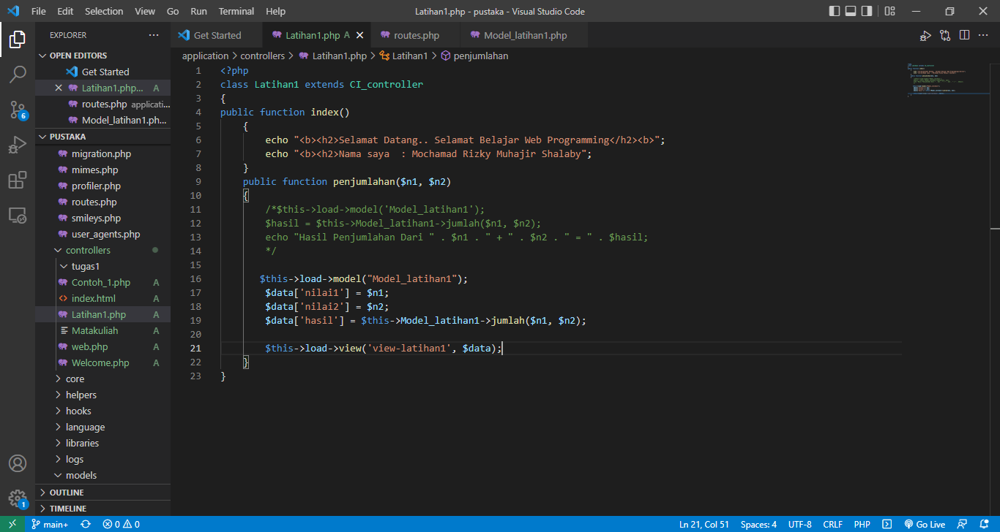 File Edit Selection View Go Run Terminal Help Latihan1.php - pustaka - Visual Studio Code
EXPLORER
OPEN EDITORS
Get Started
Latihan1.php... A
routes.php applicati...
Model_latihan1.ph...
PUSTAKA
migration.php
mimes.php
profiler.php
routes.php
smileys.php
user_agents.php
controllers
tugas1
Contoh_1.php A
index.html A
Latihan1.php A
Matakuliah A
web.php A
Welcome.php A
core
helpers
hooks
language
libraries
logs
models
OUTLINE
TIMELINE
6
1
Get Started Latihan1.php A routes.php Model_latihan1.php
application > controllers > Latihan1.php > Latihan1 > penjumlahan
1 <?php
2 class Latihan1 extends CI_controller
3 {
4 public function index()
5 {
6 echo "<b><h2>Selamat Datang.. Selamat Belajar Web Programming</h2><b>";
7 echo "<b><h2>Nama saya  : Mochamad Rizky Muhajir Shalaby";
8 }
9 public function penjumlahan($n1, $n2)
10 {
11 /*$this->load->model('Model_latihan1');
12 $hasil = $this->Model_latihan1->jumlah($n1, $n2);
13 echo "Hasil Penjumlahan Dari " . $n1 . " + " . $n2 . " = " . $hasil;
14 */
15
16 $this->load->model("Model_latihan1");
17 $data['nilai1'] = $n1;
18 $data['nilai2'] = $n2;
19 $data['hasil'] = $this->Model_latihan1->jumlah($n1, $n2);
20
21 $this->load->view('view-latihan1', $data);
22 }
23 }
main+ 0 0 Ln 21, Col 51 Spaces: 4 UTF-8 CRLF PHP Go Live